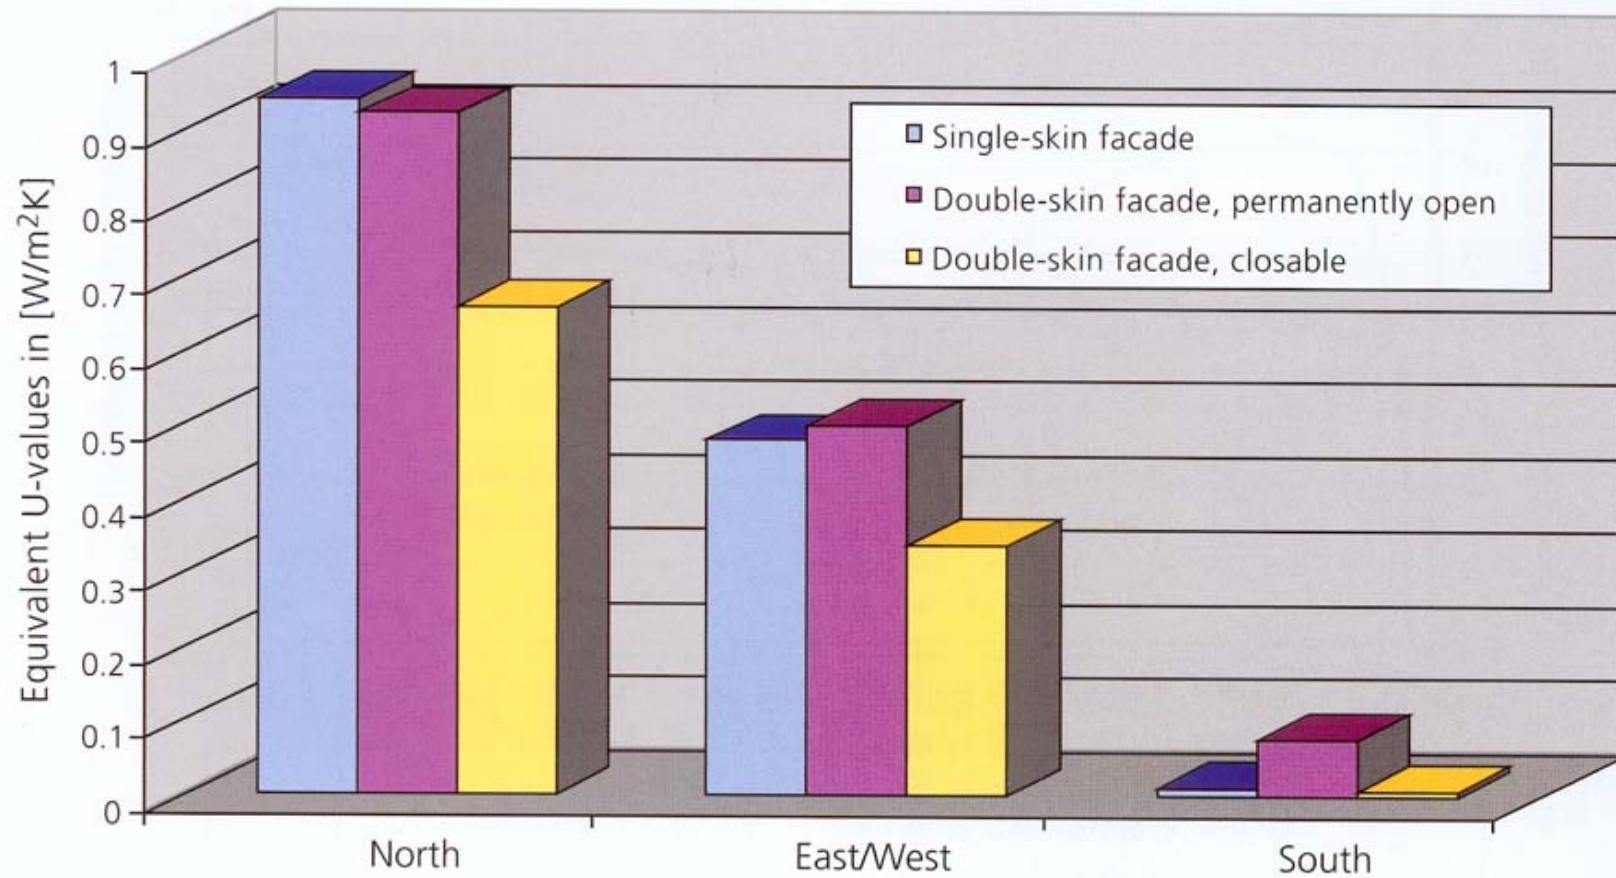 Equivalent U-values in [W/m²K]
1
0.9
0.8
0.7
0.6
0.5
0.4
0.3
0.2
0.1
0
Single-skin facade
Double-skin facade, permanently open
Double-skin facade, closable
North
East/West
South